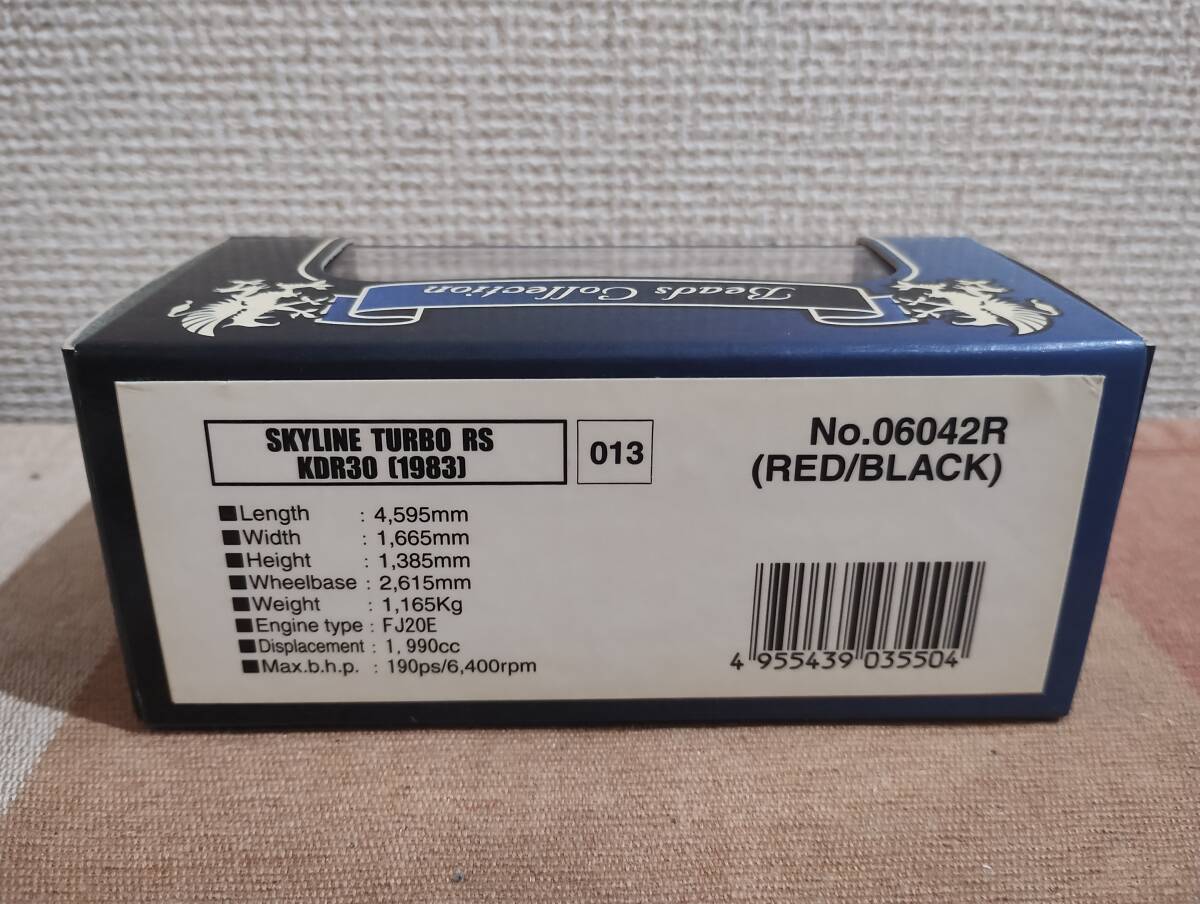 Beads Collection
SKYLINE TURBO RS
KDR30 (1983)
013
No.06042R
(RED/BLACK)
■Length : 4,595mm
■Width : 1,665mm
■Height : 1,385mm
■Wheelbase : 2,615mm
■Weight : 1,165Kg
■Engine type : FJ20E
■Displacement : 1,990cc
■Max.b.h.p. : 190ps/6,400rpm
4 955439 035504